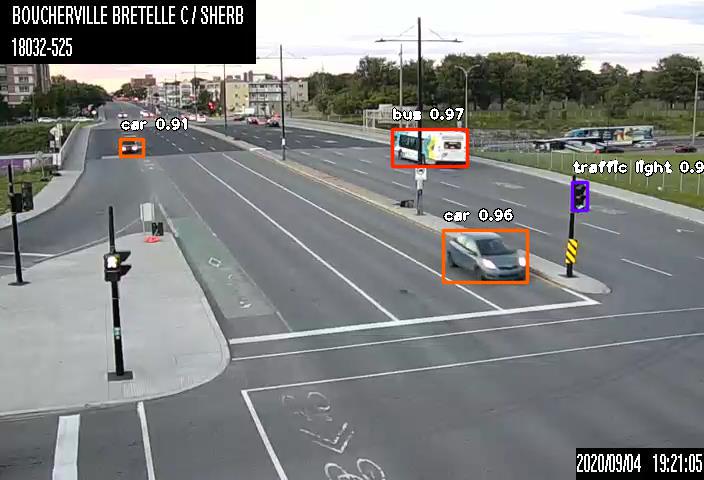 BOUCHERVILLE BRETELLE C / SHERB
18032-525
car 0.91
bus 0.97
traffic light 0.9
car 0.96
2020/09/04 19:21:05